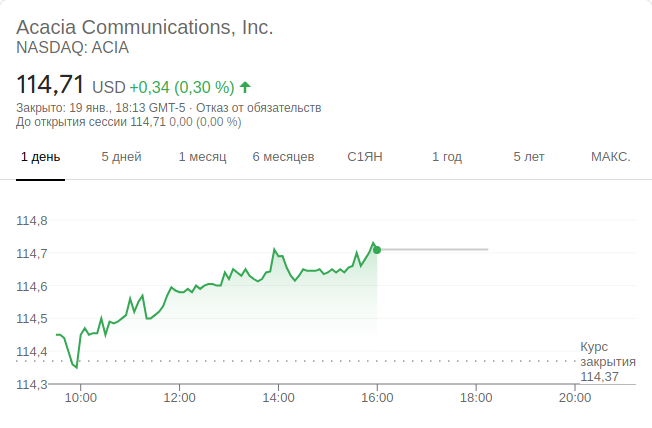 Acacia Communications, Inc.
NASDAQ: ACIA
114,71 USD +0,34 (0,30 %)
Закрыто: 19 янв., 18:13 GMT-5 · Отказ от обязательств
До открытия сессии 114,71 0,00 (0,00 %)
1 день 5 дней 1 месяц 6 месяцев С1ЯН 1 год 5 лет МАКС.
114,8
114,7
114,6
114,5
114,4
114,3
Курс
закрытия
114,37
10:00 12:00 14:00 16:00 18:00 20:00